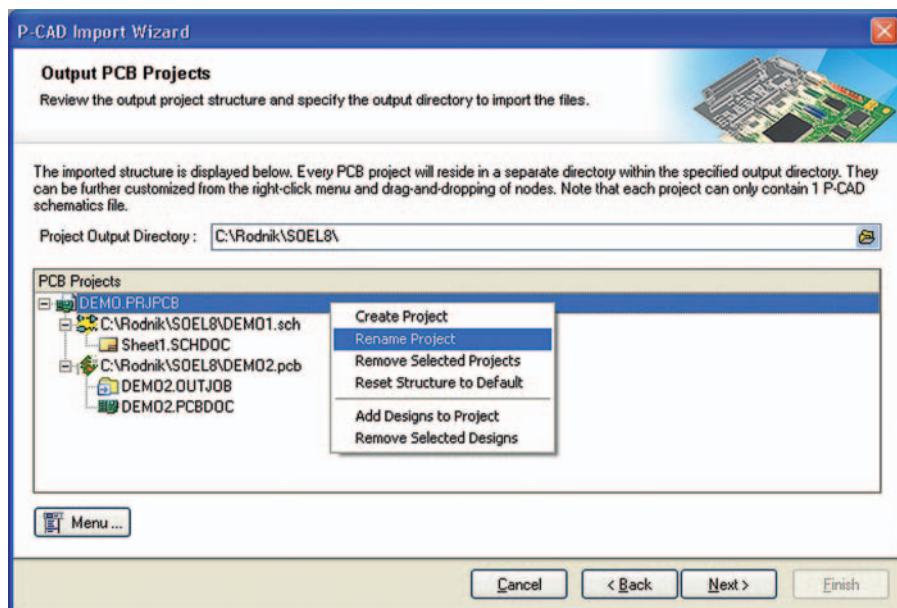 P-CAD Import Wizard
Output PCB Projects
Review the output project structure and specify the output directory to import the files.
The imported structure is displayed below. Every PCB project will reside in a separate directory within the specified output directory. They
can be further customized from the right-click menu and drag-and-dropping of nodes. Note that each project can only contain 1 P-CAD
schematics file.
Project Output Directory : C:\Rodnik\SOEL8\
PCB Projects
DEMO.PRJPCB
C:\Rodnik\SOEL8\DEMO1.sch
Sheet1.SCHDOC
C:\Rodnik\SOEL8\DEMO2.pcb
DEMO2.OUTJOB
DEMO2.PCBDOC
Create Project
Rename Project
Remove Selected Projects
Reset Structure to Default
Add Designs to Project
Remove Selected Designs
Menu ...
Cancel
< Back
Next >
Finish